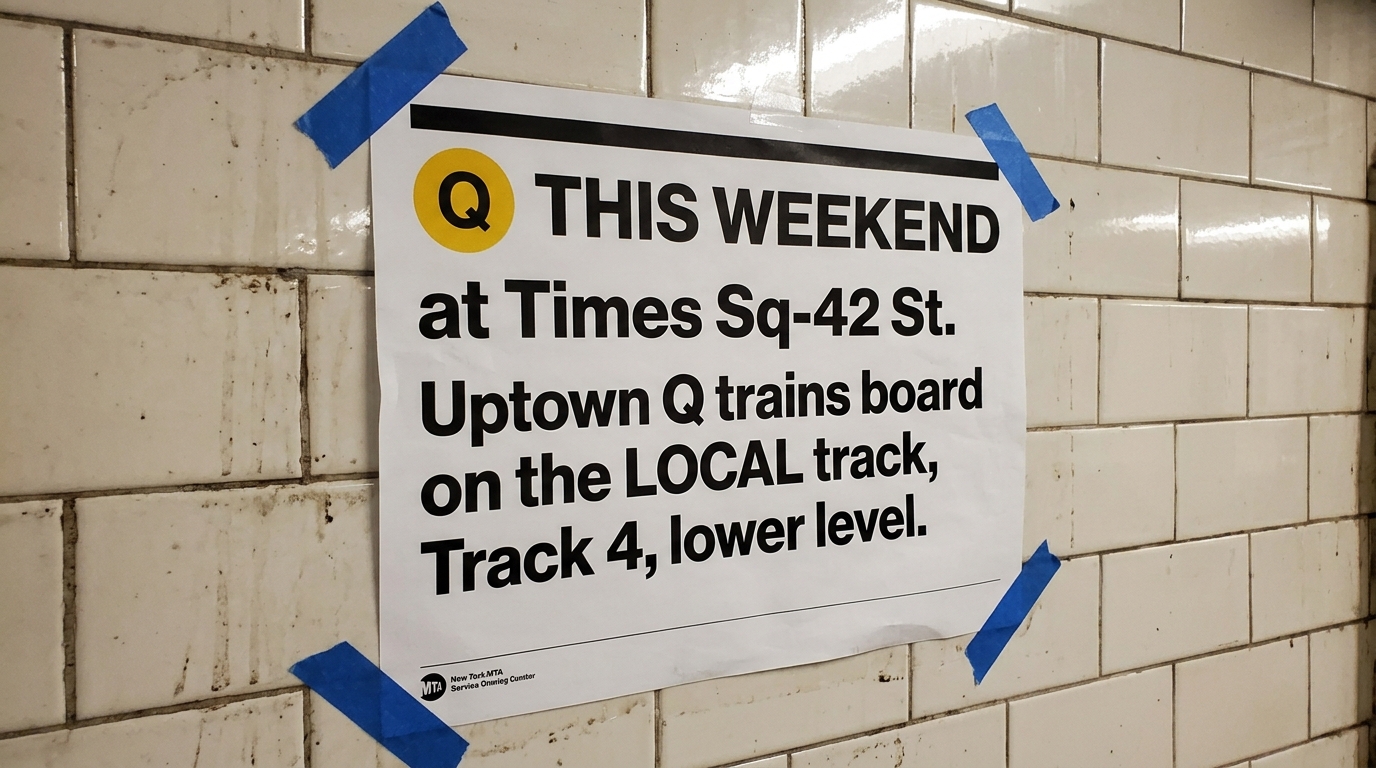 Q THIS WEEKEND
at Times Sq-42 St.
Uptown Q trains board
on the LOCAL track,
Track 4, lower level.
MTA New York MTA
Service